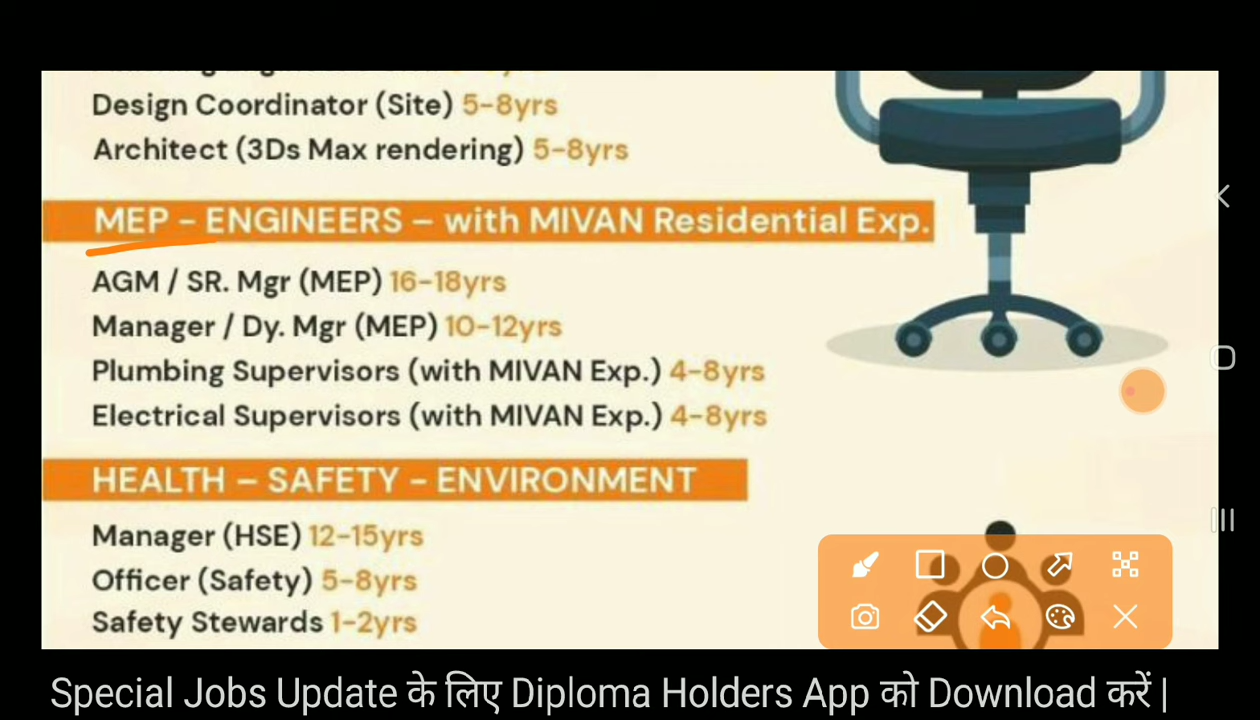 Design Coordinator (Site) 5-8yrs
Architect (3Ds Max rendering) 5-8yrs
MEP - ENGINEERS – with MIVAN Residential Exp.
AGM / SR. Mgr (MEP) 16-18yrs
Manager / Dy. Mgr (MEP) 10-12yrs
Plumbing Supervisors (with MIVAN Exp.) 4-8yrs
Electrical Supervisors (with MIVAN Exp.) 4-8yrs
HEALTH – SAFETY - ENVIRONMENT
Manager (HSE) 12-15yrs
Officer (Safety) 5-8yrs
Safety Stewards 1-2yrs
Special Jobs Update के लिए Diploma Holders App को Download करें |